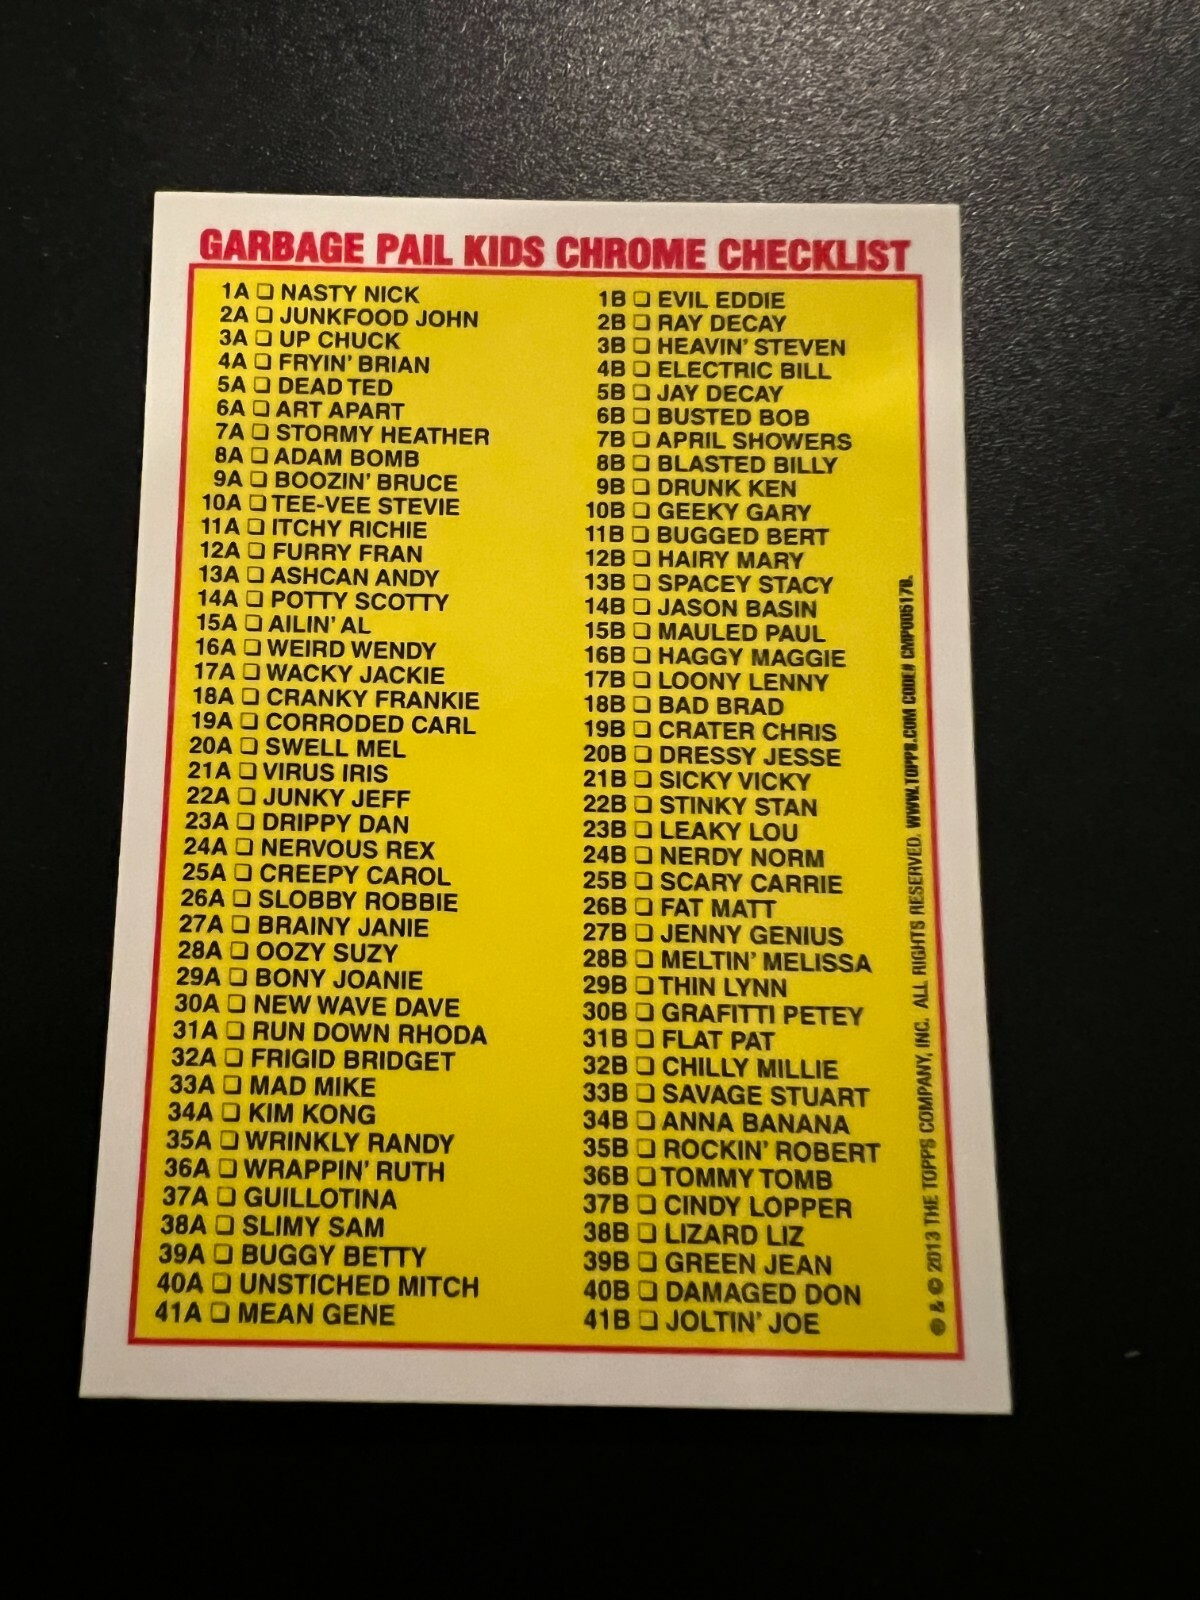 GARBAGE PAIL KIDS CHROME CHECKLIST
1A ❏ NASTY NICK
2A ❏ JUNKFOOD JOHN
3A ❏ UP CHUCK
4A ❏ FRYIN' BRIAN
5A ❏ DEAD TED
6A ❏ ART APART
7A ❏ STORMY HEATHER
8A ❏ ADAM BOMB
9A ❏ BOOZIN' BRUCE
10A ❏ TEE-VEE STEVIE
11A ❏ ITCHY RICHIE
12A ❏ FURRY FRAN
13A ❏ ASHCAN ANDY
14A ❏ POTTY SCOTTY
15A ❏ AILIN' AL
16A ❏ WEIRD WENDY
17A ❏ WACKY JACKIE
18A ❏ CRANKY FRANKIE
19A ❏ CORRODED CARL
20A ❏ SWELL MEL
21A ❏ VIRUS IRIS
22A ❏ JUNKY JEFF
23A ❏ DRIPPY DAN
24A ❏ NERVOUS REX
25A ❏ CREEPY CAROL
26A ❏ SLOBBY ROBBIE
27A ❏ BRAINY JANIE
28A ❏ OOZY SUZY
29A ❏ BONY JOANIE
30A ❏ NEW WAVE DAVE
31A ❏ RUN DOWN RHODA
32A ❏ FRIGID BRIDGET
33A ❏ MAD MIKE
34A ❏ KIM KONG
35A ❏ WRINKLY RANDY
36A ❏ WRAPPIN' RUTH
37A ❏ GUILLOTINA
38A ❏ SLIMY SAM
39A ❏ BUGGY BETTY
40A ❏ UNSTICHED MITCH
41A ❏ MEAN GENE
1B ❏ EVIL EDDIE
2B ❏ RAY DECAY
3B ❏ HEAVIN' STEVEN
4B ❏ ELECTRIC BILL
5B ❏ JAY DECAY
6B ❏ BUSTED BOB
7B ❏ APRIL SHOWERS
8B ❏ BLASTED BILLY
9B ❏ DRUNK KEN
10B ❏ GEEKY GARY
11B ❏ BUGGED BERT
12B ❏ HAIRY MARY
13B ❏ SPACEY STACY
14B ❏ JASON BASIN
15B ❏ MAULED PAUL
16B ❏ HAGGY MAGGIE
17B ❏ LOONY LENNY
18B ❏ BAD BRAD
19B ❏ CRATER CHRIS
20B ❏ DRESSY JESSE
21B ❏ SICKY VICKY
22B ❏ STINKY STAN
23B ❏ LEAKY LOU
24B ❏ NERDY NORM
25B ❏ SCARY CARRIE
26B ❏ FAT MATT
27B ❏ JENNY GENIUS
28B ❏ MELTIN' MELISSA
29B ❏ THIN LYNN
30B ❏ GRAFITTI PETEY
31B ❏ FLAT PAT
32B ❏ CHILLY MILLIE
33B ❏ SAVAGE STUART
34B ❏ ANNA BANANA
35B ❏ ROCKIN' ROBERT
36B ❏ TOMMY TOMB
37B ❏ CINDY LOPPER
38B ❏ LIZARD LIZ
39B ❏ GREEN JEAN
40B ❏ DAMAGED DON
41B ❏ JOLTIN' JOE
® & © 2013 THE TOPPS COMPANY, INC. ALL RIGHTS RESERVED. WWW.TOPPS.COM CODE#